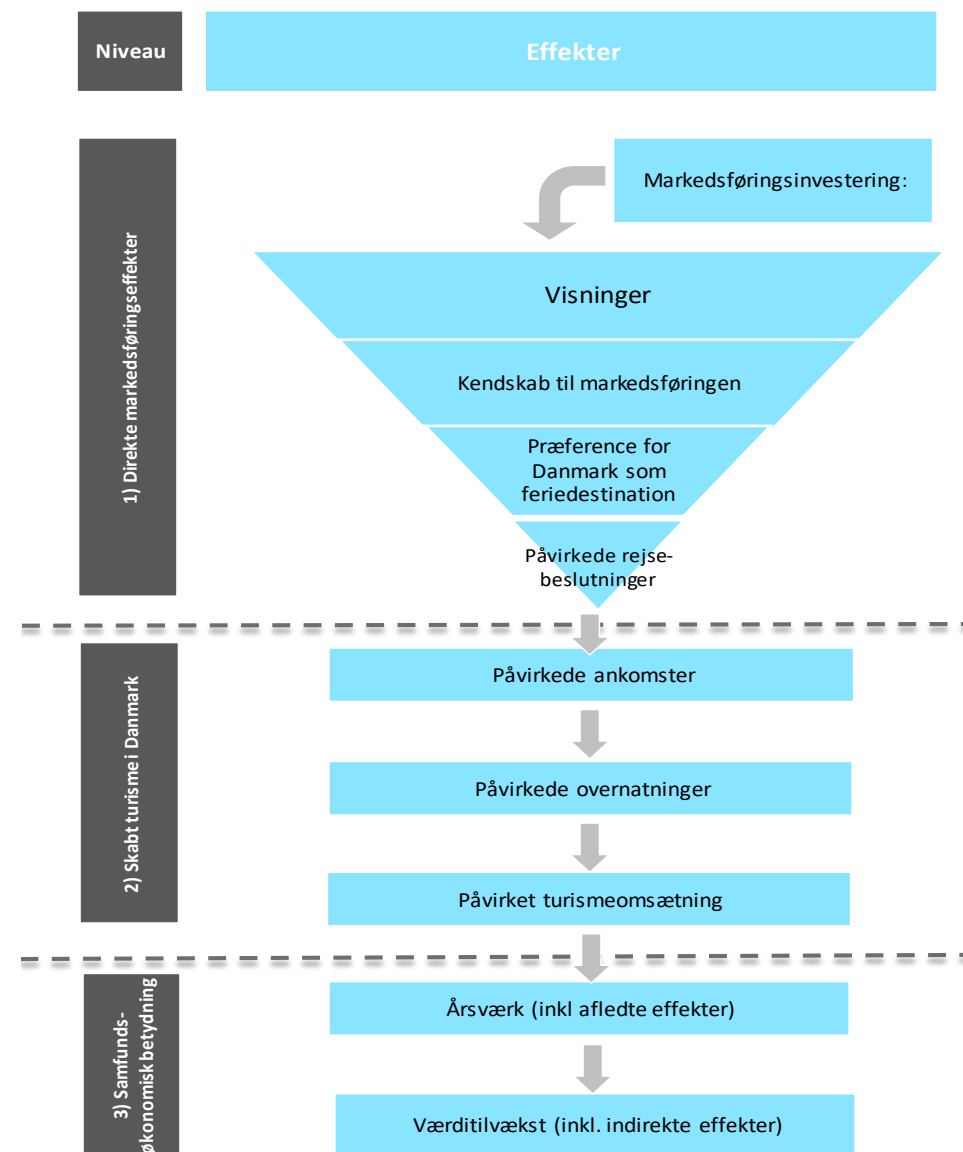 Niveau
Effekter
1) Direkte markedsføringseffekter
Markedsføringsinvestering:
Visninger
Kendskab til markedsføringen
Præference for
Danmark som
feriedestination
Påvirkede rejse-
beslutninger
2) Skabt turisme i Danmark
Påvirkede ankomster
Påvirkede overnatninger
Påvirket turismeomsætning
3) Samfunds-
økonomisk betydning
Årsværk (inkl afledte effekter)
Værditilvækst (inkl. indirekte effekter)